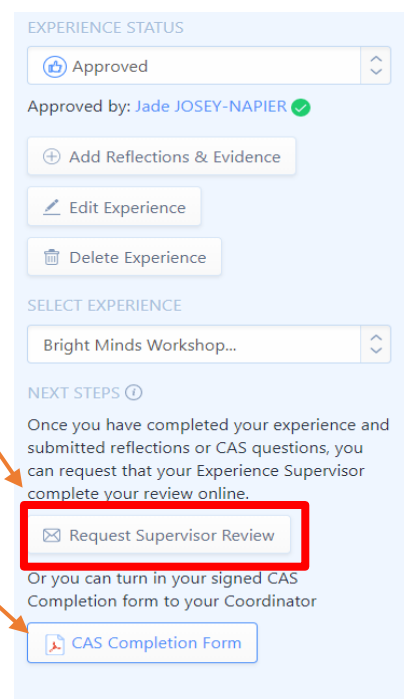 EXPERIENCE STATUS
Approved
Approved by: Jade JOSEY-NAPIER
Add Reflections & Evidence
Edit Experience
Delete Experience
SELECT EXPERIENCE
Bright Minds Workshop...
NEXT STEPS
Once you have completed your experience and
submitted reflections or CAS questions, you
can request that your Experience Supervisor
complete your review online.
Request Supervisor Review
Or you can turn in your signed CAS
Completion form to your Coordinator
CAS Completion Form